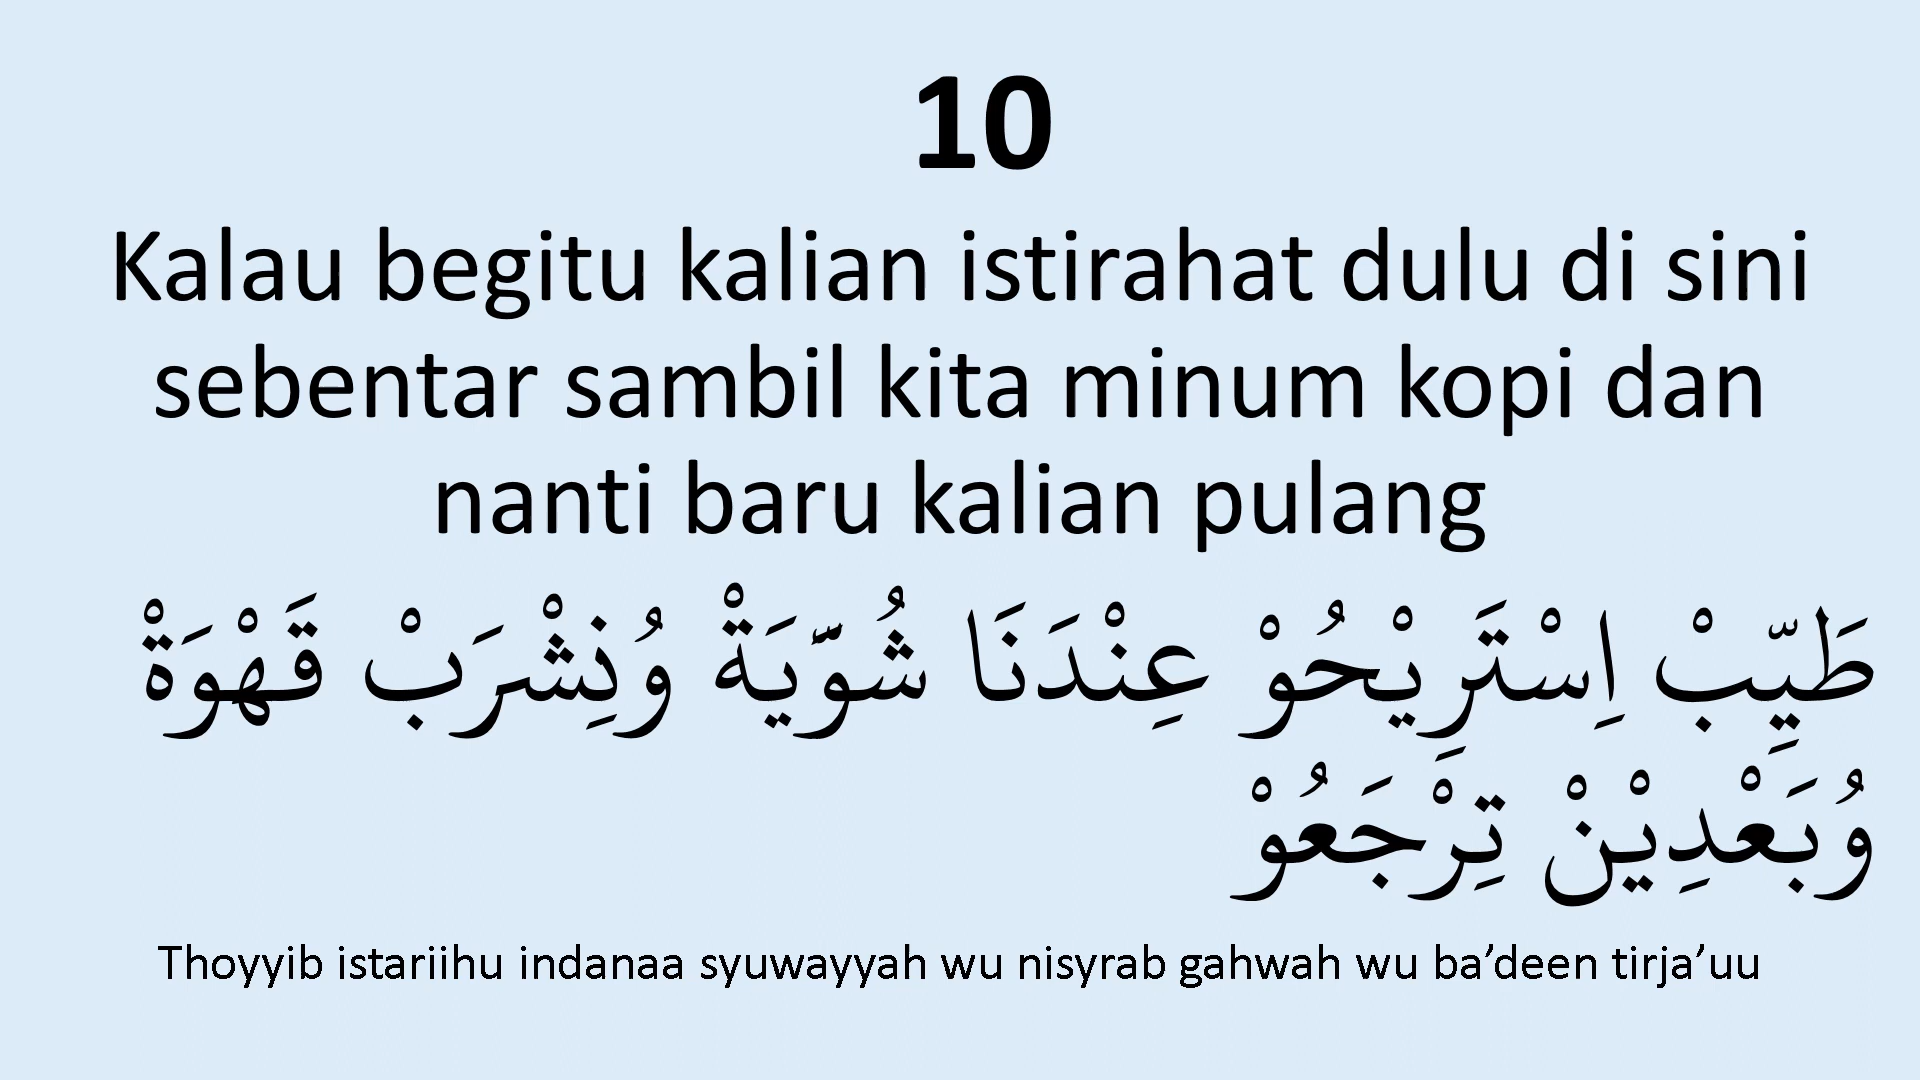 10
Kalau begitu kalian istirahat dulu di sini
sebentar sambil kita minum kopi dan
nanti baru kalian pulang
طَيِّبْ اِسْتَرِيْحُوْ عِنْدَنَا شُوَّيَةْ وُنِشْرَبْ قَهْوَةْ
وُبَعْدِيْنْ تِرْجَعُوْ
Thoyyib istariihu indanaa syuwayyah wu nisyrab gahwah wu ba’deen tirja’uu